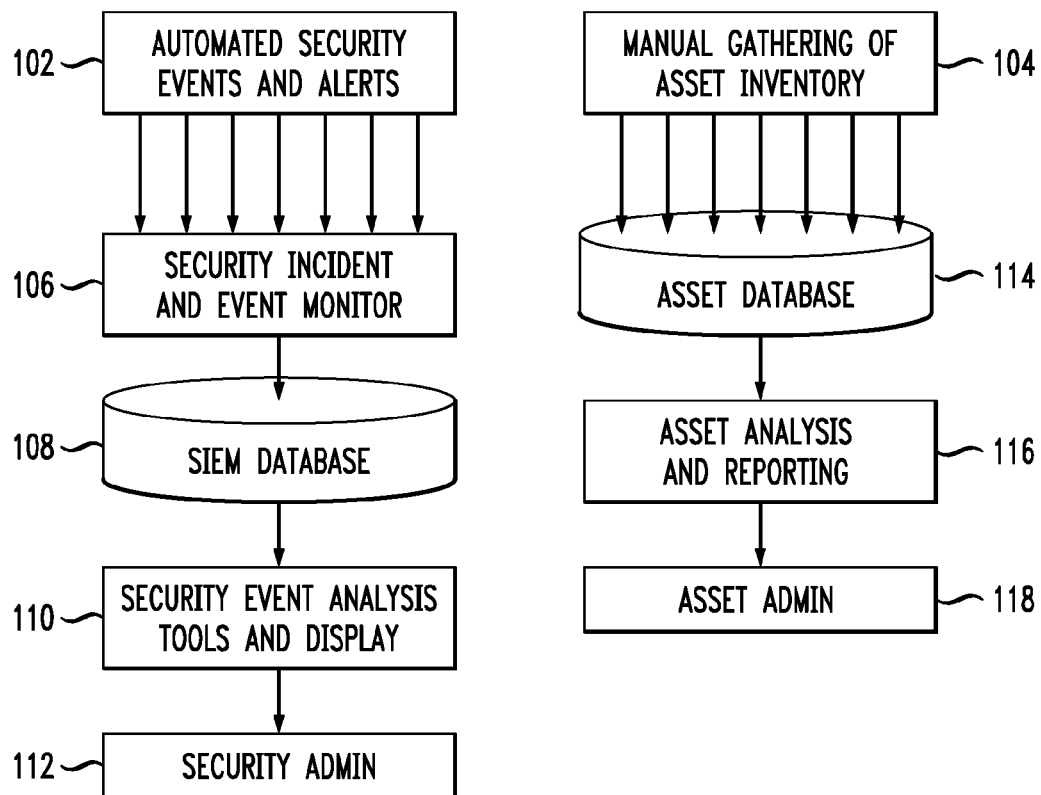 102
AUTOMATED SECURITY
EVENTS AND ALERTS
106
SECURITY INCIDENT
AND EVENT MONITOR
108
SIEM DATABASE
110
SECURITY EVENT ANALYSIS
TOOLS AND DISPLAY
112
SECURITY ADMIN
MANUAL GATHERING OF
ASSET INVENTORY
104
ASSET DATABASE
114
ASSET ANALYSIS
AND REPORTING
116
ASSET ADMIN
118